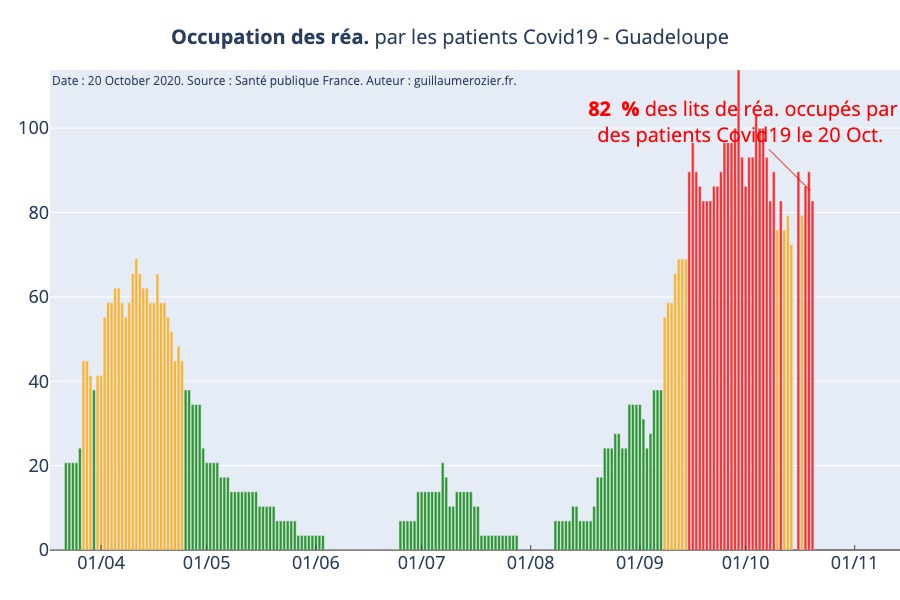 Occupation des réa. par les patients Covid19 - Guadeloupe
Date : 20 October 2020. Source : Santé publique France. Auteur : guillaumerozier.fr.
82 % des lits de réa. occupés par
des patients Covid19 le 20 Oct.
100
80
60
40
20
0
01/04 01/05 01/06 01/07 01/08 01/09 01/10 01/11